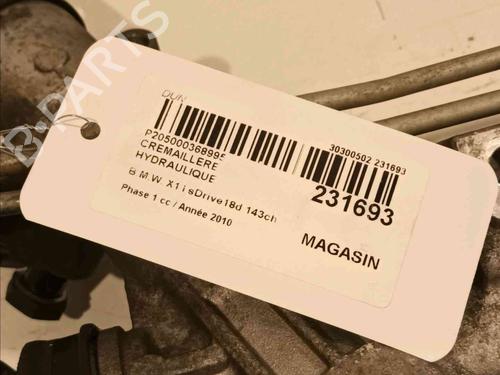 DUN
P205000368995
CREMAILLERE
HYDRAULIQUE
B.M.W. X1 I sDrive18d 143ch
Phase 1 cc / Année 2010
30300502 231693
231693
MAGASIN
B-PARTS